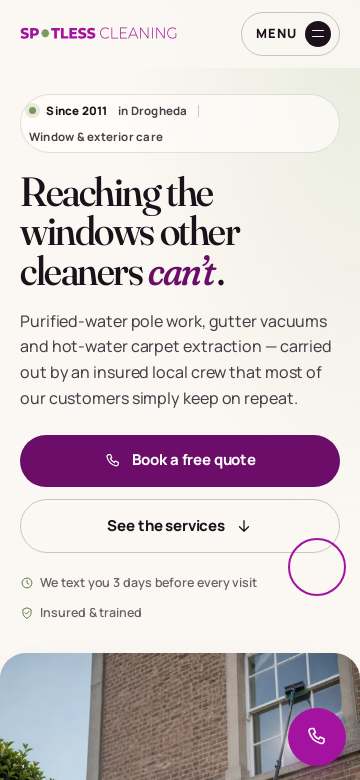 SPOTLESS CLEANING
MENU
Since 2011 in Drogheda
Window & exterior care
Reaching the
windows other
cleaners can't.
Purified-water pole work, gutter vacuums
and hot-water carpet extraction — carried
out by an insured local crew that most of
our customers simply keep on repeat.
Book a free quote
See the services
We text you 3 days before every visit
Insured & trained